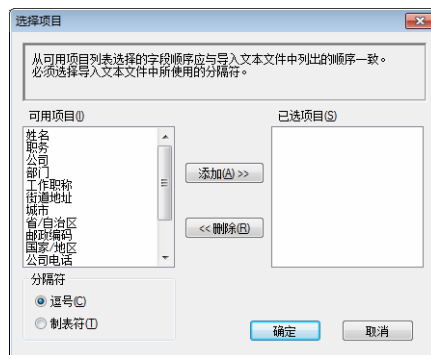 选择项目
从可用项目列表选择的字段顺序应与导入文本文件中列出的顺序一致。
必须选择导入文本文件中所使用的分隔符。
可用项目(I)
已选项目(S)
姓名
职务
公司
部门
工作职称
街道地址
城市
省/自治区
邮政编码
国家/地区
公司电话
添加(A) >>
<< 删除(R)
分隔符
逗号(C)
制表符(T)
确定
取消